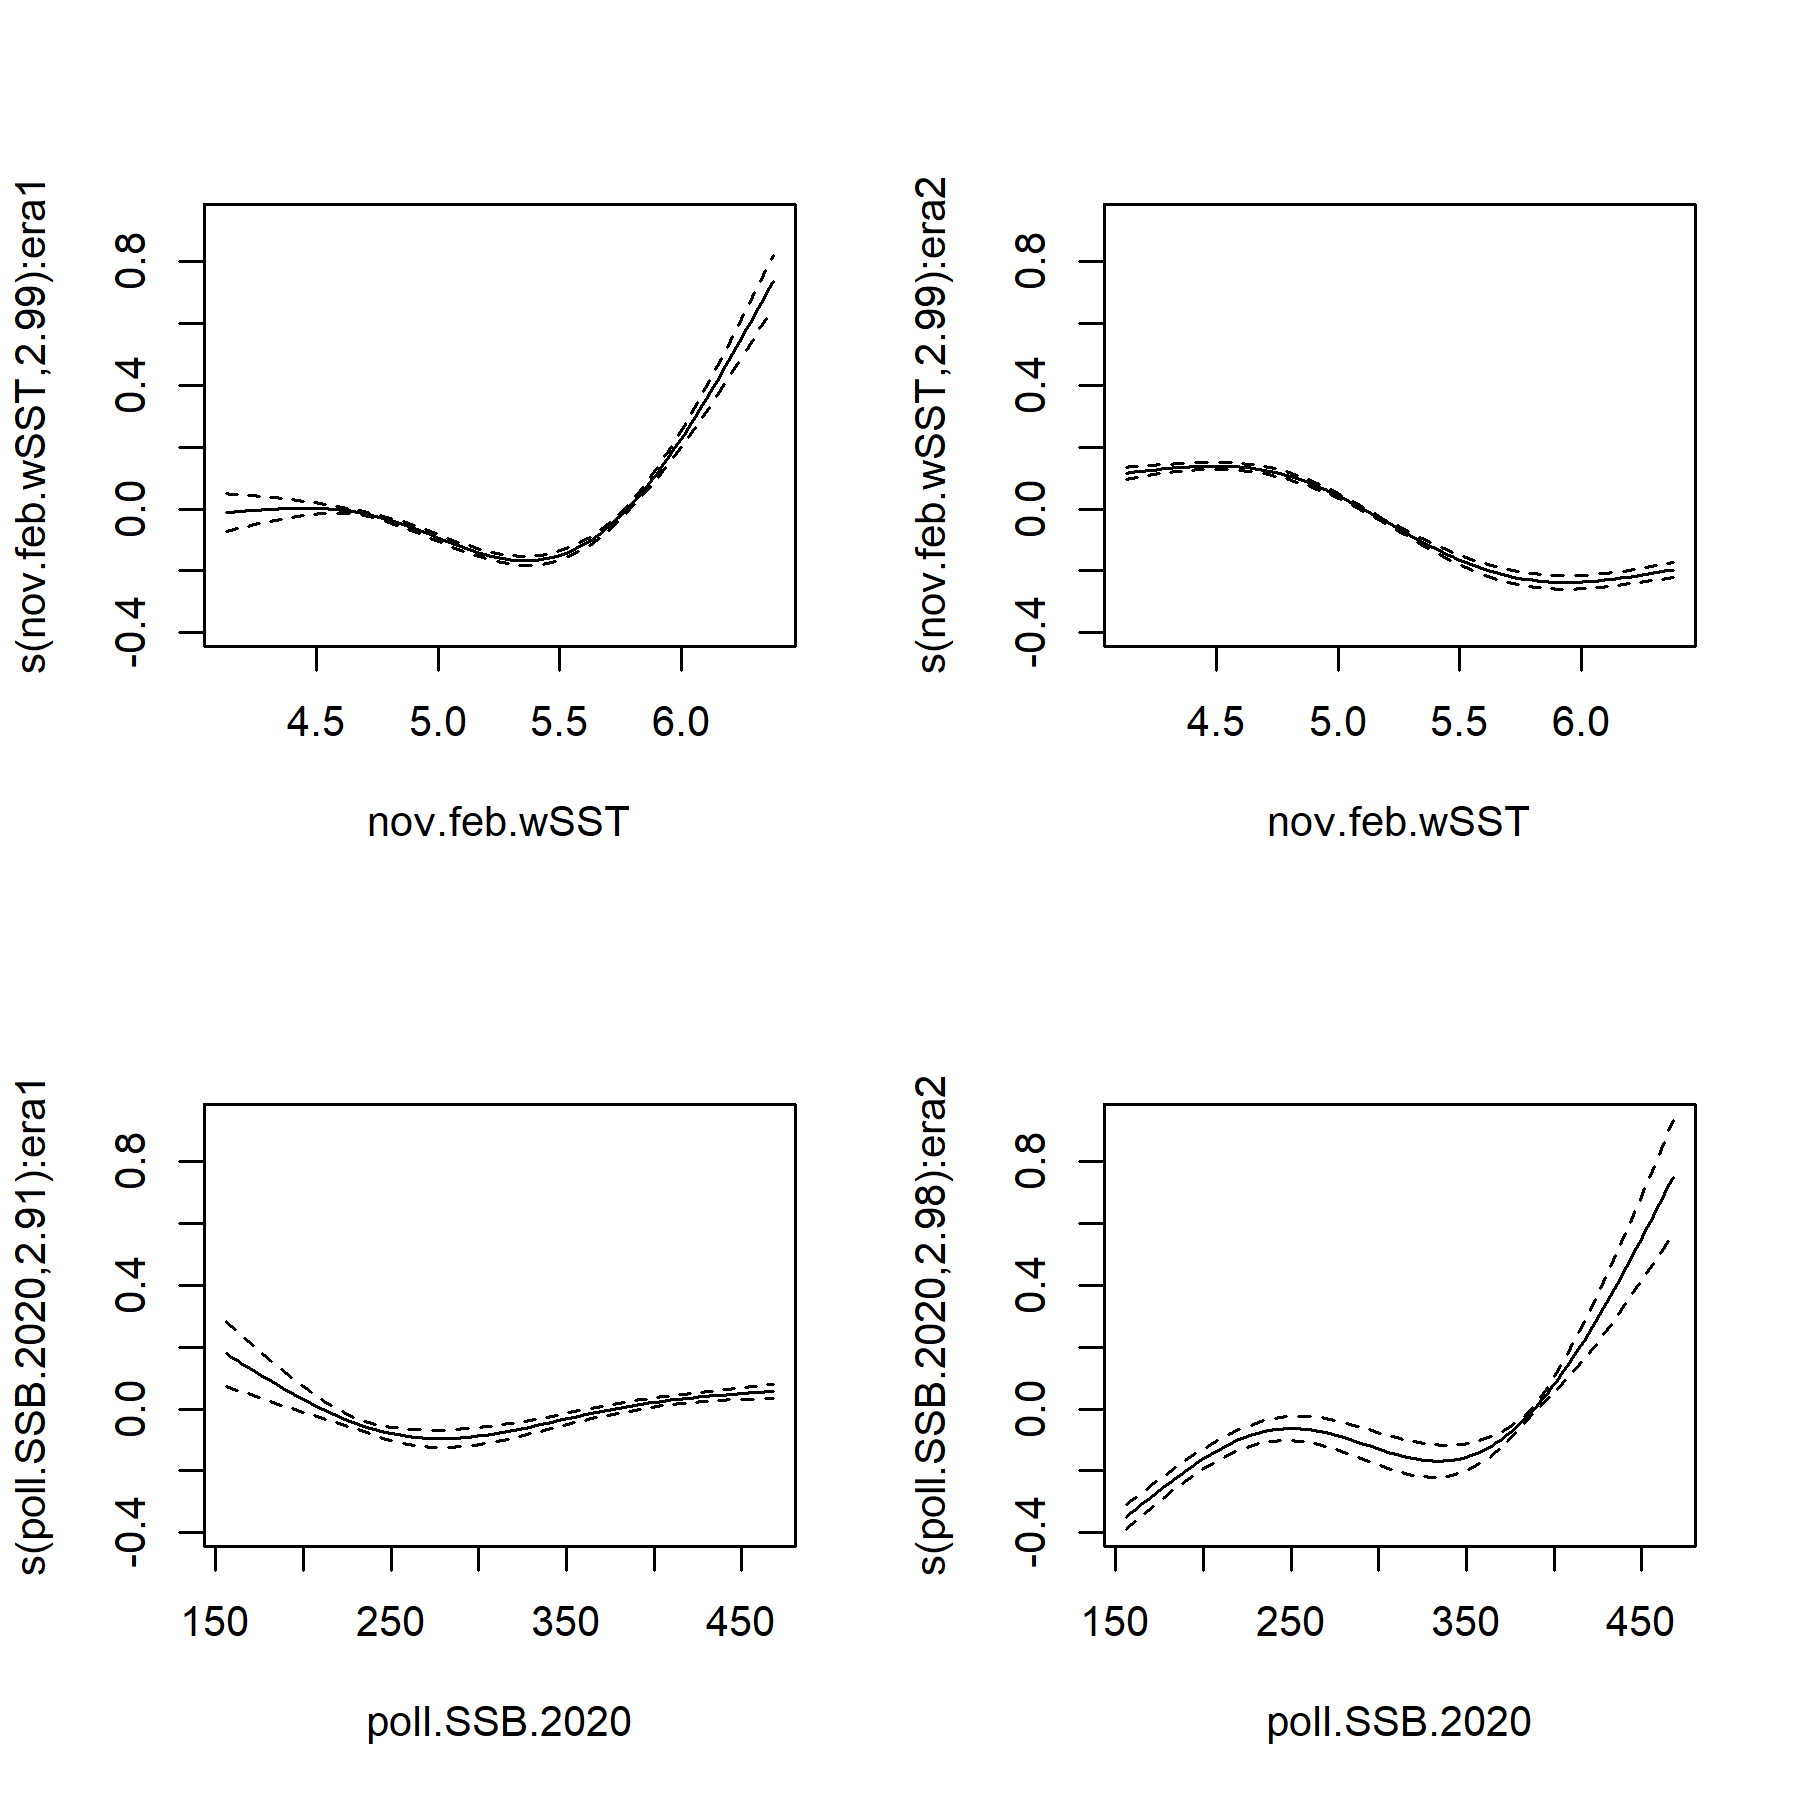 s(nov.feb.wSST,2.99):era1
0.8
0.4
0.0
-0.4
4.5 5.0 5.5 6.0
nov.feb.wSST
s(nov.feb.wSST,2.99):era2
0.8
0.4
0.0
-0.4
4.5 5.0 5.5 6.0
nov.feb.wSST
s(poll.SSB.2020,2.91):era1
0.8
0.4
0.0
-0.4
150 250 350 450
poll.SSB.2020
s(poll.SSB.2020,2.98):era2
0.8
0.4
0.0
-0.4
150 250 350 450
poll.SSB.2020